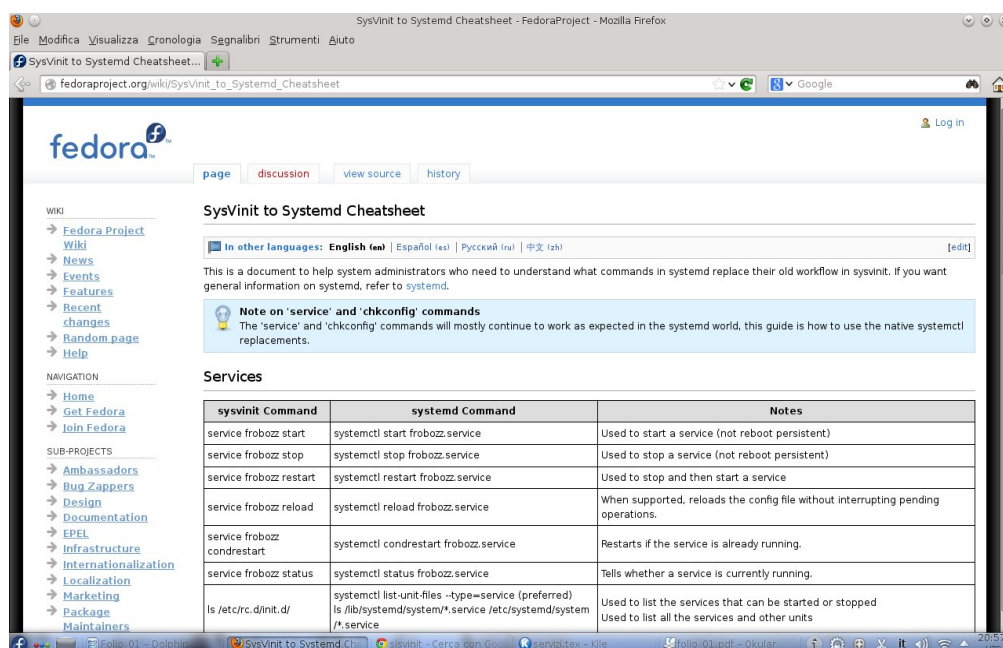 SysVinit to Systemd Cheatsheet - FedoraProject - Mozilla Firefox
File Modifica Visualizza Cronologia Segnalibri Strumenti Aiuto
SysVinit to Systemd Cheatsheet...
fedoraproject.org/wiki/SysVinit_to_Systemd_Cheatsheet
Google
fedora
Log in
page discussion view source history
WIKI
Fedora Project
Wiki
News
Events
Features
Recent
changes
Random page
Help
NAVIGATION
Home
Get Fedora
Join Fedora
SUB-PROJECTS
Ambassadors
Bug Zappers
Design
Documentation
EPEL
Infrastructure
Internationalization
Localization
Marketing
Package
Maintainers
SysVinit to Systemd Cheatsheet
In other languages: English (en) | Español (es) | Русский (ru) | 中文 (zh)
[edit]
This is a document to help system administrators who need to understand what commands in systemd replace their old workflow in sysvinit. If you want
general information on systemd, refer to systemd.
Note on 'service' and 'chkconfig' commands
The 'service' and 'chkconfig' commands will mostly continue to work as expected in the systemd world, this guide is how to use the native systemctl
replacements.
Services
sysvinit Command systemd Command Notes
service frobozz start systemctl start frobozz.service Used to start a service (not reboot persistent)
service frobozz stop systemctl stop frobozz.service Used to stop a service (not reboot persistent)
service frobozz restart systemctl restart frobozz.service Used to stop and then start a service
service frobozz reload systemctl reload frobozz.service When supported, reloads the config file without interrupting pending
operations.
service frobozz
condrestart systemctl condrestart frobozz.service Restarts if the service is already running.
service frobozz status systemctl status frobozz.service Tells whether a service is currently running.
ls /etc/rc.d/init.d/
systemctl list-unit-files --type=service (preferred)
ls /lib/systemd/system/*.service /etc/systemd/system
/*.service
Used to list the services that can be started or stopped
Used to list all the services and other units
Folio_01 – Dolphin
SysVinit to Systemd Ch
sisvinit - Cerca con Goo
servizi.tex – Kile
folio_01.pdf – Okular
it
20:57